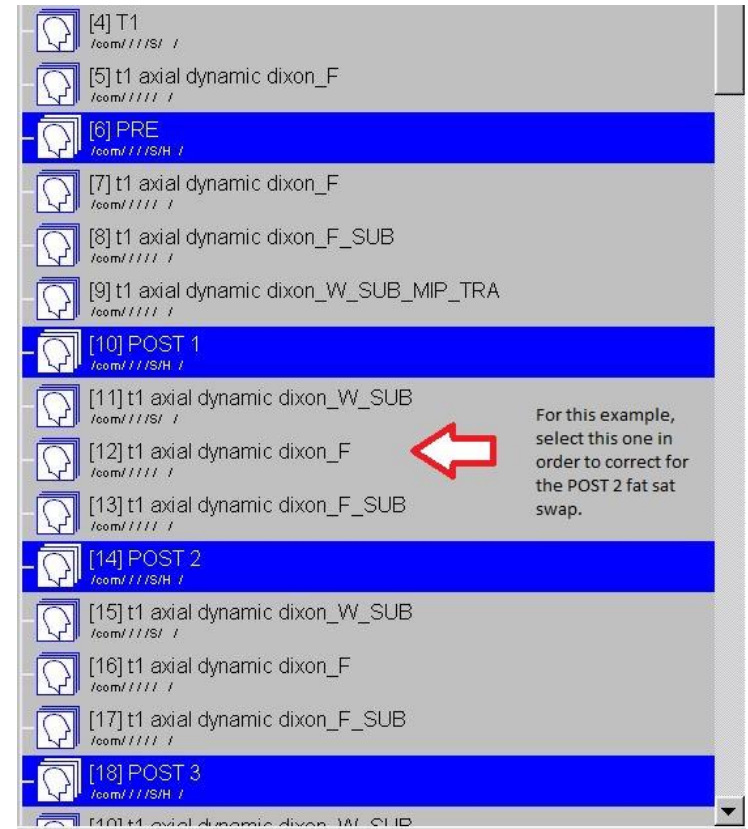 [4] T1
/com/ / / /S/ /
[5] t1 axial dynamic dixon_F
/com/ / / / / /
[6] PRE
/com/ / / /S/H /
[7] t1 axial dynamic dixon_F
/com/ / / / / /
[8] t1 axial dynamic dixon_F_SUB
/com/ / / / / /
[9] t1 axial dynamic dixon_W_SUB_MIP_TRA
/com/ / / / / /
[10] POST 1
/com/ / / /S/H /
[11] t1 axial dynamic dixon_W_SUB
/com/ / / /S/ /
[12] t1 axial dynamic dixon_F
/com/ / / / / /
[13] t1 axial dynamic dixon_F_SUB
/com/ / / / / /
For this example,
select this one in
order to correct for
the POST 2 fat sat
swap.
[14] POST 2
/com/ / / /S/H /
[15] t1 axial dynamic dixon_W_SUB
/com/ / / /S/ /
[16] t1 axial dynamic dixon_F
/com/ / / / / /
[17] t1 axial dynamic dixon_F_SUB
/com/ / / / / /
[18] POST 3
/com/ / / /S/H /
t1 axial dynamic dixon_W_SUB